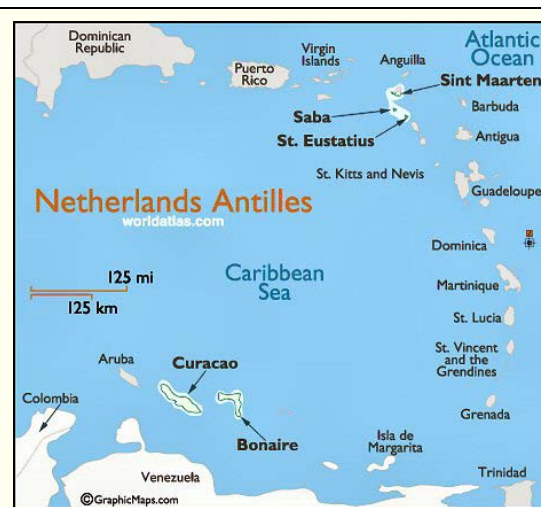 Dominican
Republic
Puerto
Rico
Virgin
Islands
Anguilla
Atlantic
Ocean
Sint Maarten
Saba
Barbuda
St. Eustatius
Antigua
St. Kitts and Nevis
Guadeloupe
Netherlands Antilles
worldatlas.com
Dominica
125 mi
125 km
Caribbean
Sea
Martinique
St. Lucia
St. Vincent
and the
Grendines
Aruba
Curacao
Colombia
Grenada
Bonaire
Isla de
Margarita
Venezuela
Trinidad
©GraphicMaps.com